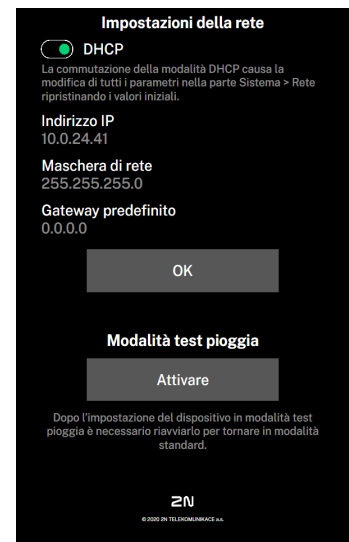 Impostazioni della rete
DHCP
La commutazione della modalità DHCP causa la
modifica di tutti i parametri nella parte Sistema > Rete
ripristinando i valori iniziali.
Indirizzo IP
10.0.24.41
Maschera di rete
255.255.255.0
Gateway predefinito
0.0.0.0
OK
Modalità test pioggia
Attivare
Dopo l'impostazione del dispositivo in modalità test
pioggia è necessario riavviarlo per tornare in modalità
standard.
2N
© 2020 2N TELEKOMUNIKACE a.s.